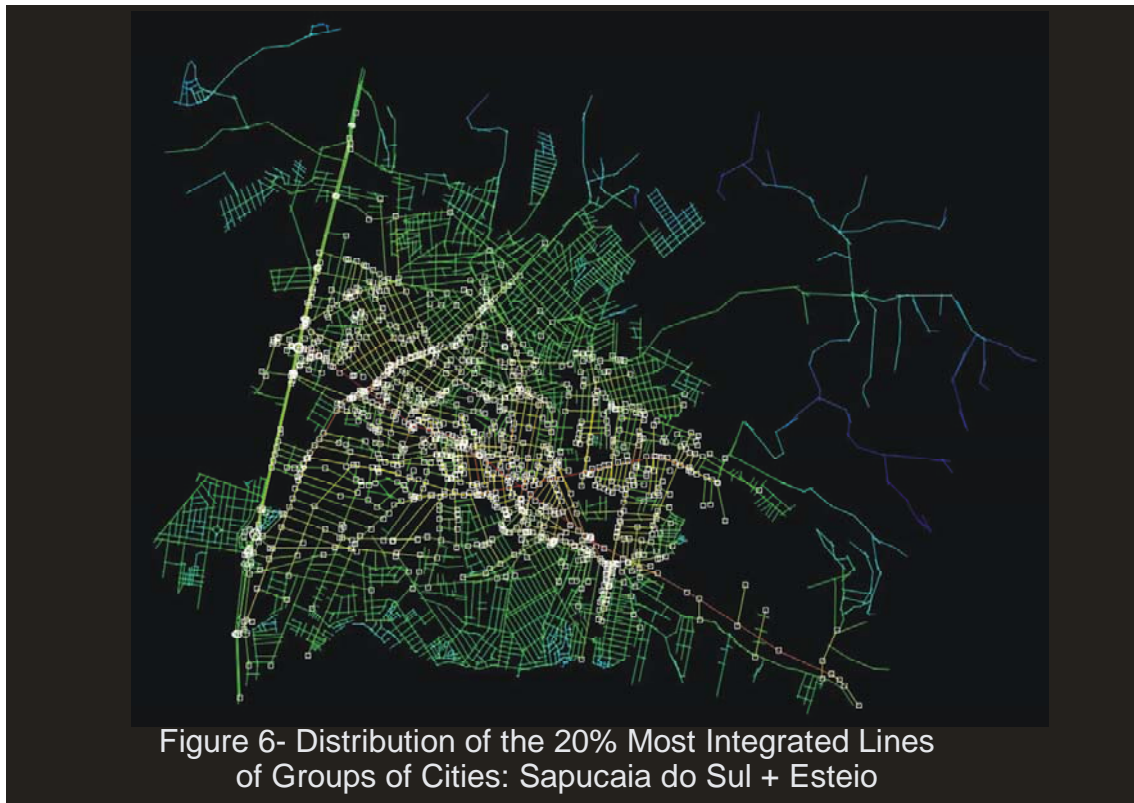 Figure 6- Distribution of the 20% Most Integrated Lines
of Groups of Cities: Sapucaia do Sul + Esteio